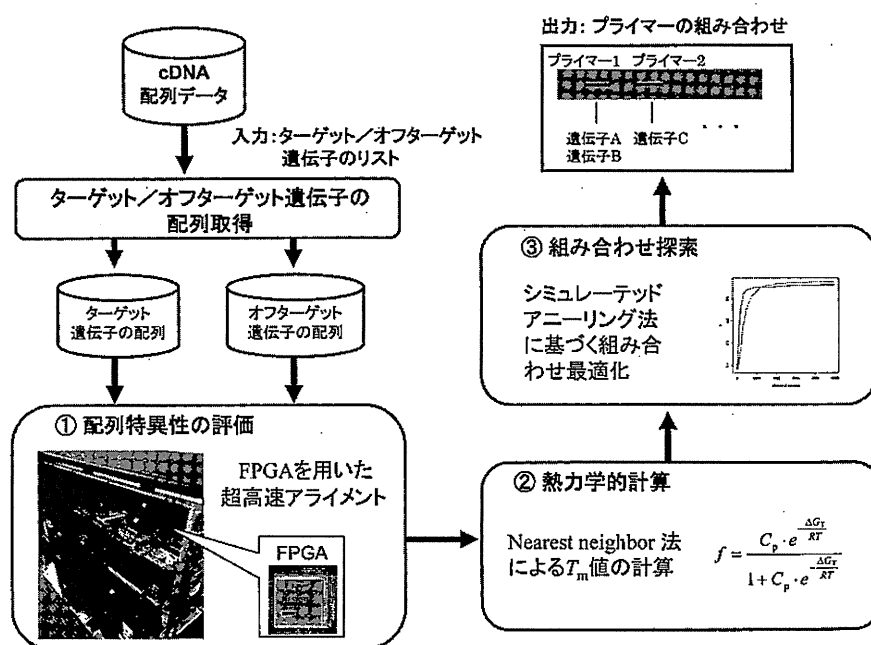 cDNA
配列データ
入力：ターゲット／オフターゲット
遺伝子のリスト
ターゲット／オフターゲット遺伝子の
配列取得
ターゲット
遺伝子の配列
オフターゲット
遺伝子の配列
① 配列特異性の評価
FPGAを用いた
超高速アライメント
FPGA
② 熱力学的計算
Nearest neighbor 法
によるTm値の計算
f = Cp · e^(-ΔGT/RT) / (1 + Cp · e^(-ΔGT/RT))
③ 組み合わせ探索
シミュレーテッド
アニーリング法
に基づく組み合
わせ最適化
出力：プライマーの組み合わせ
プライマー1 プライマー2
遺伝子A 遺伝子C ・・・
遺伝子B